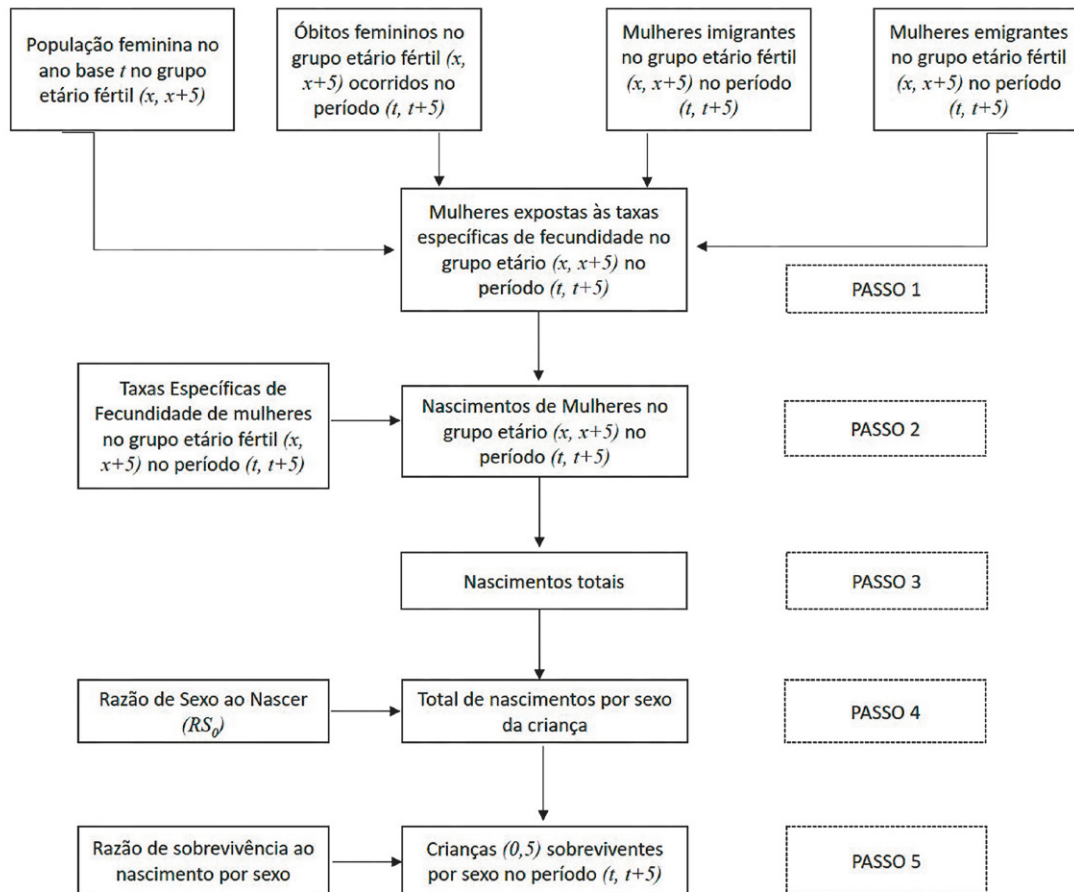 População feminina no
ano base t no grupo
etário fértil (x, x+5)
Óbitos femininos no
grupo etário fértil (x,
x+5) ocorridos no
período (t, t+5)
Mulheres imigrantes
no grupo etário fértil
(x, x+5) no período
(t, t+5)
Mulheres emigrantes
no grupo etário fértil
(x, x+5) no período
(t, t+5)
Mulheres expostas às taxas
específicas de fecundidade no
grupo etário (x, x+5) no
período (t, t+5)
PASSO 1
Taxas Específicas de
Fecundidade de mulheres
no grupo etário fértil (x,
x+5) no período (t, t+5)
Nascimentos de Mulheres no
grupo etário (x, x+5) no
período (t, t+5)
PASSO 2
Nascimentos totais
PASSO 3
Razão de Sexo ao Nascer
(RS₀)
Total de nascimentos por sexo
da criança
PASSO 4
Razão de sobrevivência ao
nascimento por sexo
Crianças (0,5) sobreviventes
por sexo no período (t, t+5)
PASSO 5